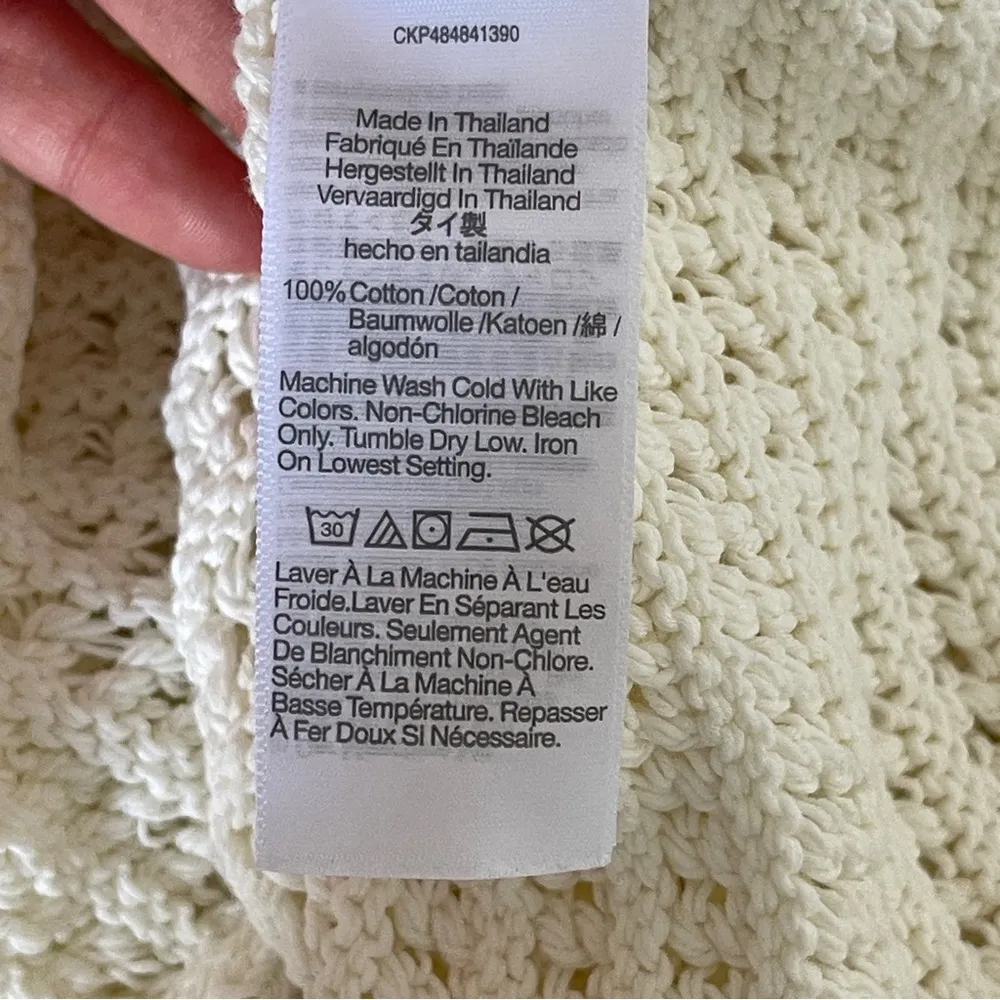 CKP484841390
Made In Thailand
Fabriqué En Thaïlande
Hergestellt In Thailand
Vervaardigd In Thailand
タイ製
hecho en tailandia
100% Cotton /Coton /
Baumwolle /Katoen /綿 /
algodón
Machine Wash Cold With Like
Colors. Non-Chlorine Bleach
Only. Tumble Dry Low. Iron
On Lowest Setting.
30
Laver À La Machine À L'eau
Froide.Laver En Séparant Les
Couleurs. Seulement Agent
De Blanchiment Non-Chlore.
Sécher À La Machine À
Basse Température. Repasser
À Fer Doux Si Nécessaire.